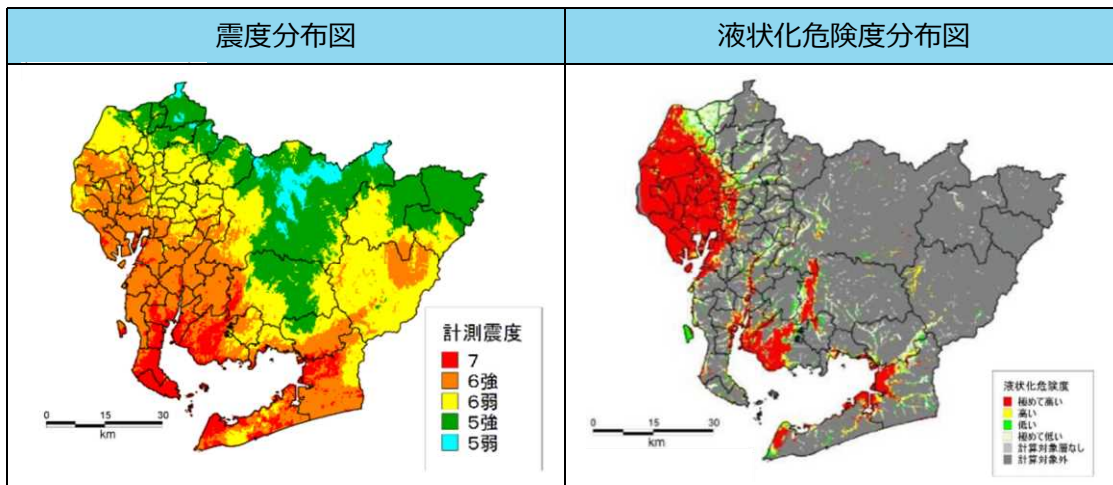 震度分布図
液状化危険度分布図
計測震度
7
6強
6弱
5強
5弱
0 15 30
km
液状化危険度
極めて高い
高い
低い
極めて低い
計算対象層なし
計算対象外
0 15 30
km